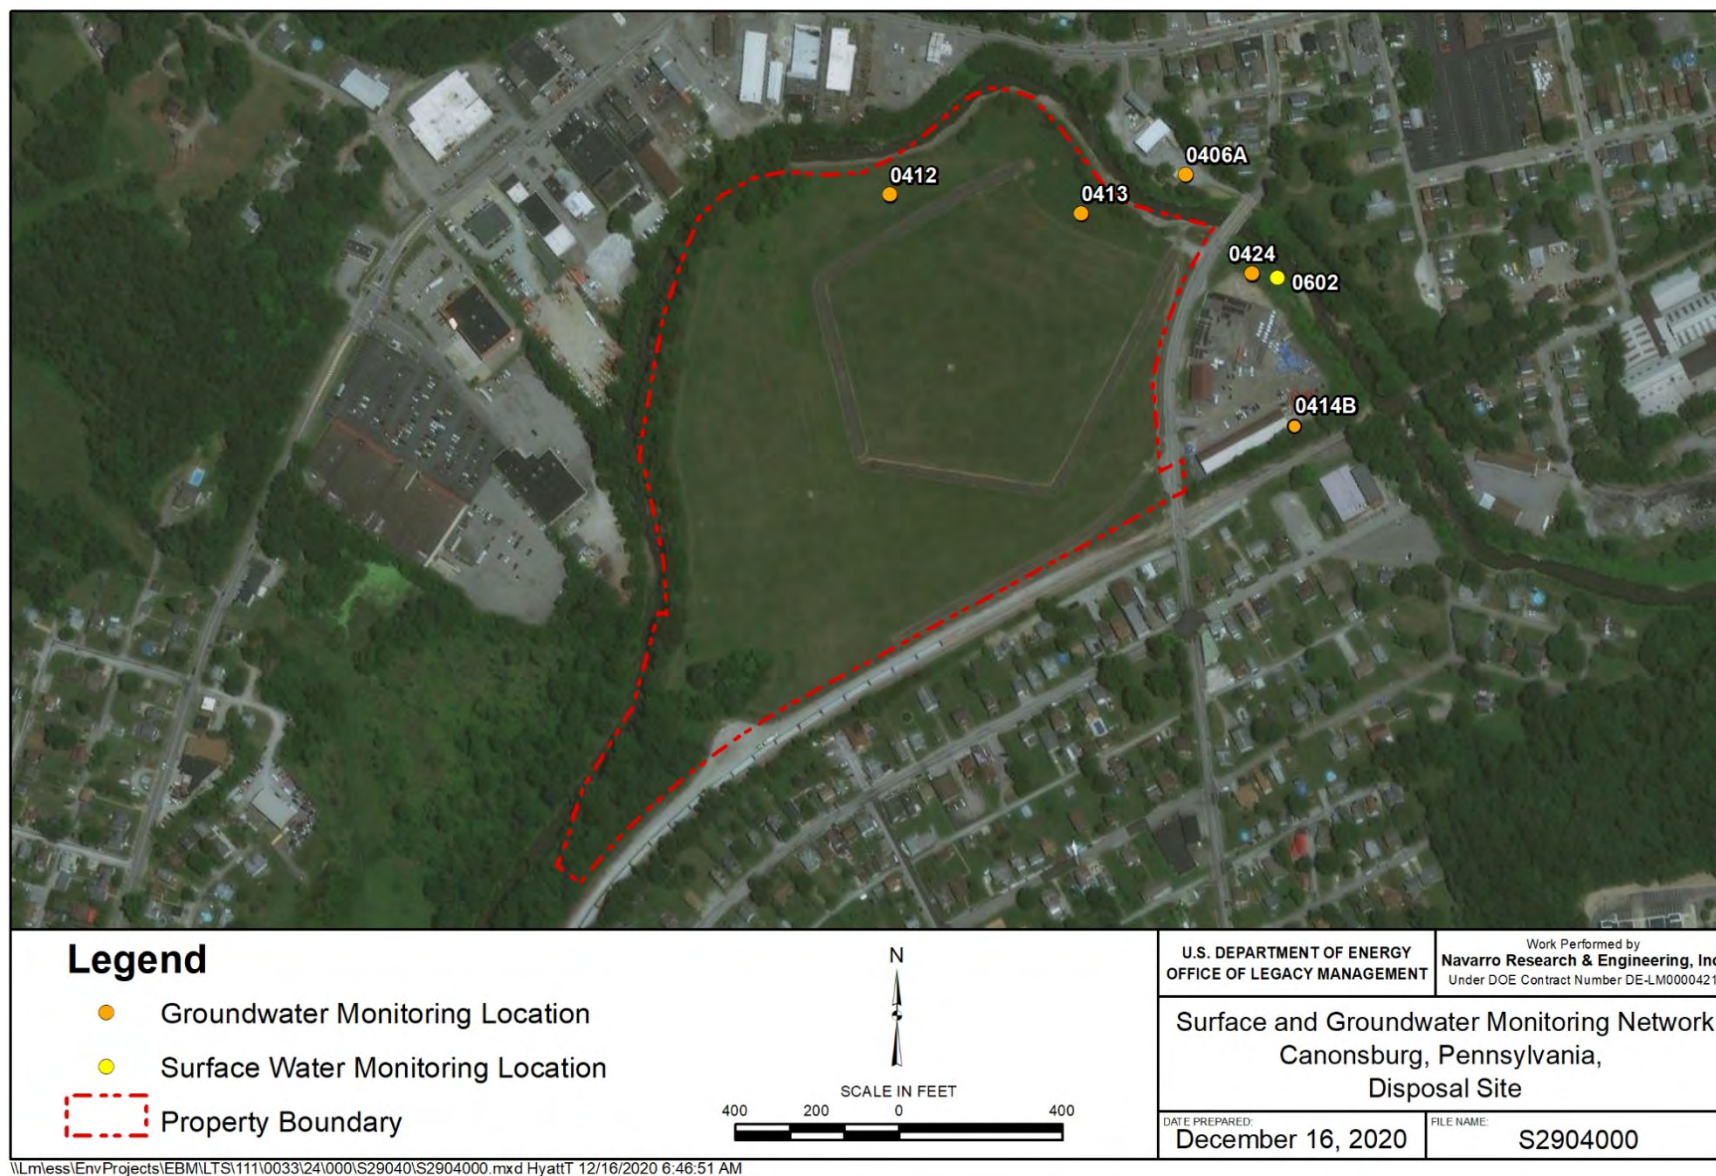 0406A
0412
0413
0424
0602
0414B
Legend
Groundwater Monitoring Location
Surface Water Monitoring Location
Property Boundary
N
SCALE IN FEET
400 200 0 400
U.S. DEPARTMENT OF ENERGY
OFFICE OF LEGACY MANAGEMENT
Work Performed by
Navarro Research & Engineering, Inc
Under DOE Contract Number DE-LM0000421
Surface and Groundwater Monitoring Network
Canonsburg, Pennsylvania,
Disposal Site
DATE PREPARED:
December 16, 2020
FILE NAME:
S2904000
\\Lm\ess\EnvProjects\EBM\LTS\111\0033\24\000\S29040\S2904000.mxd HyattT 12/16/2020 6:46:51 AM